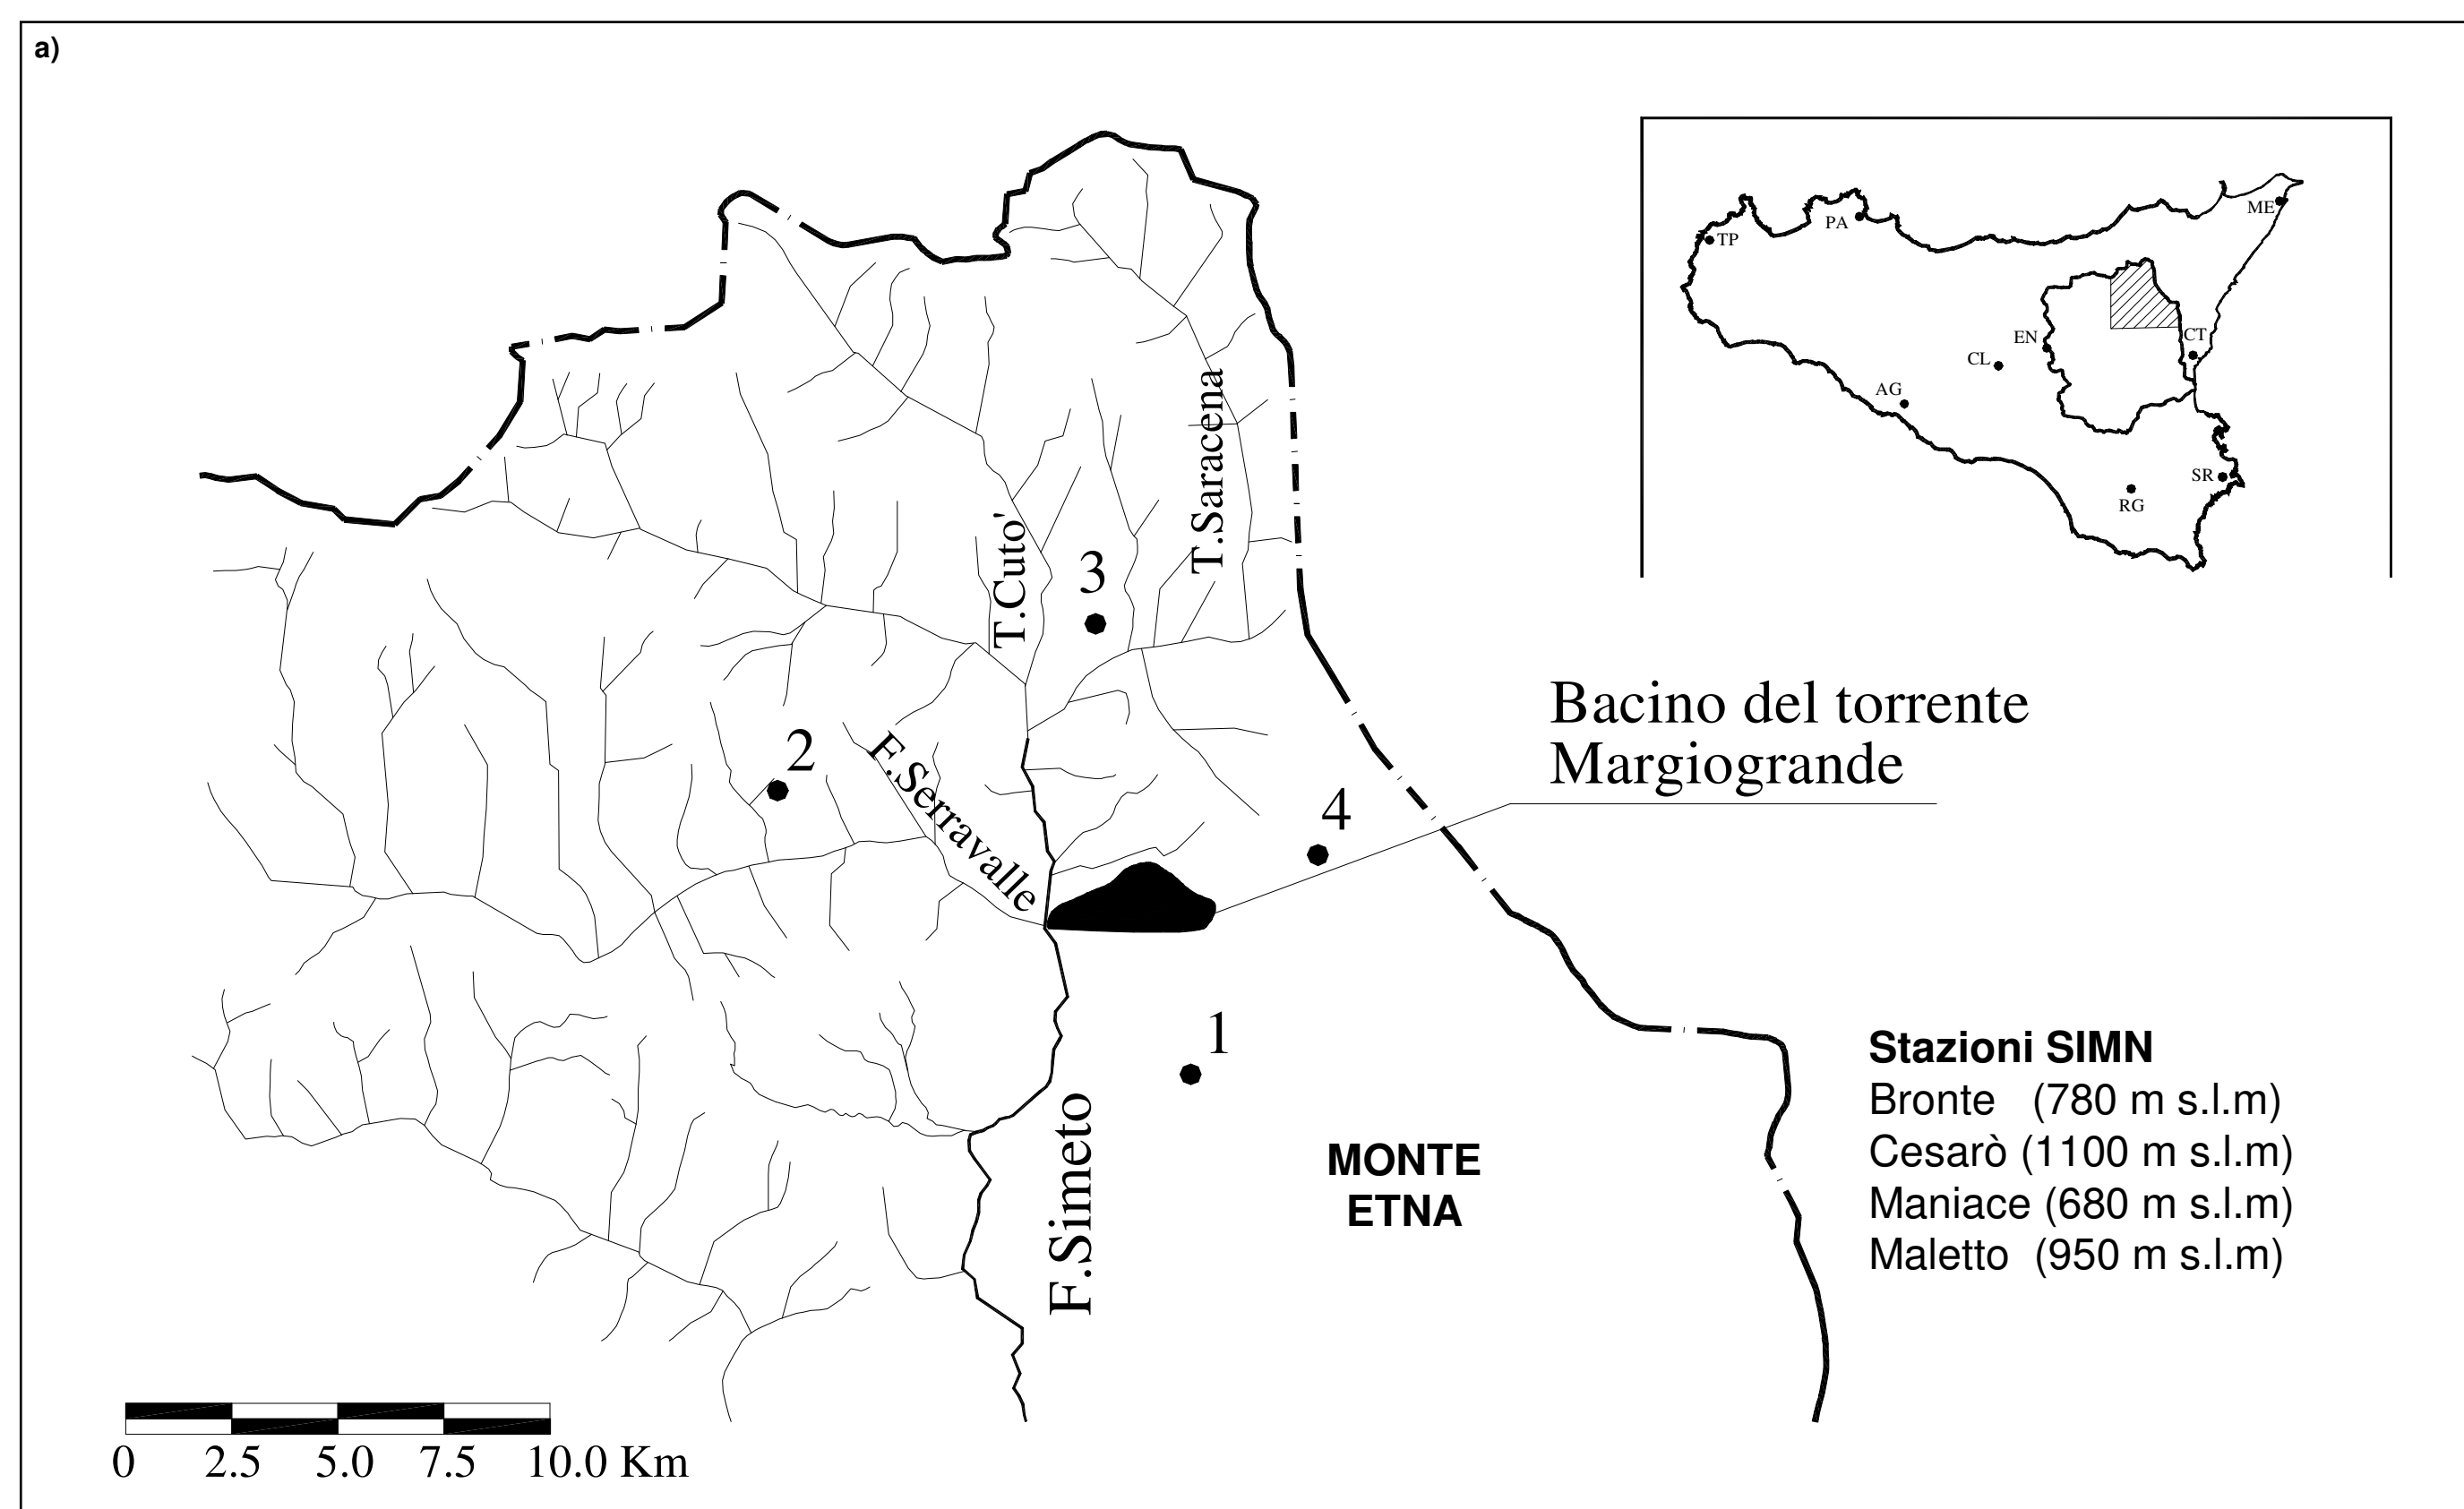 a)
TP
PA
ME
EN
CL
CT
AG
SR
RG
T.Saracena
T.Cuto'
3
2
F.Serravalle
4
Bacino del torrente
Margiogrande
1
F.Simeto
MONTE
ETNA
Stazioni SIMN
Bronte (780 m s.l.m)
Cesarò (1100 m s.l.m)
Maniace (680 m s.l.m)
Maletto (950 m s.l.m)
0 2.5 5.0 7.5 10.0 Km